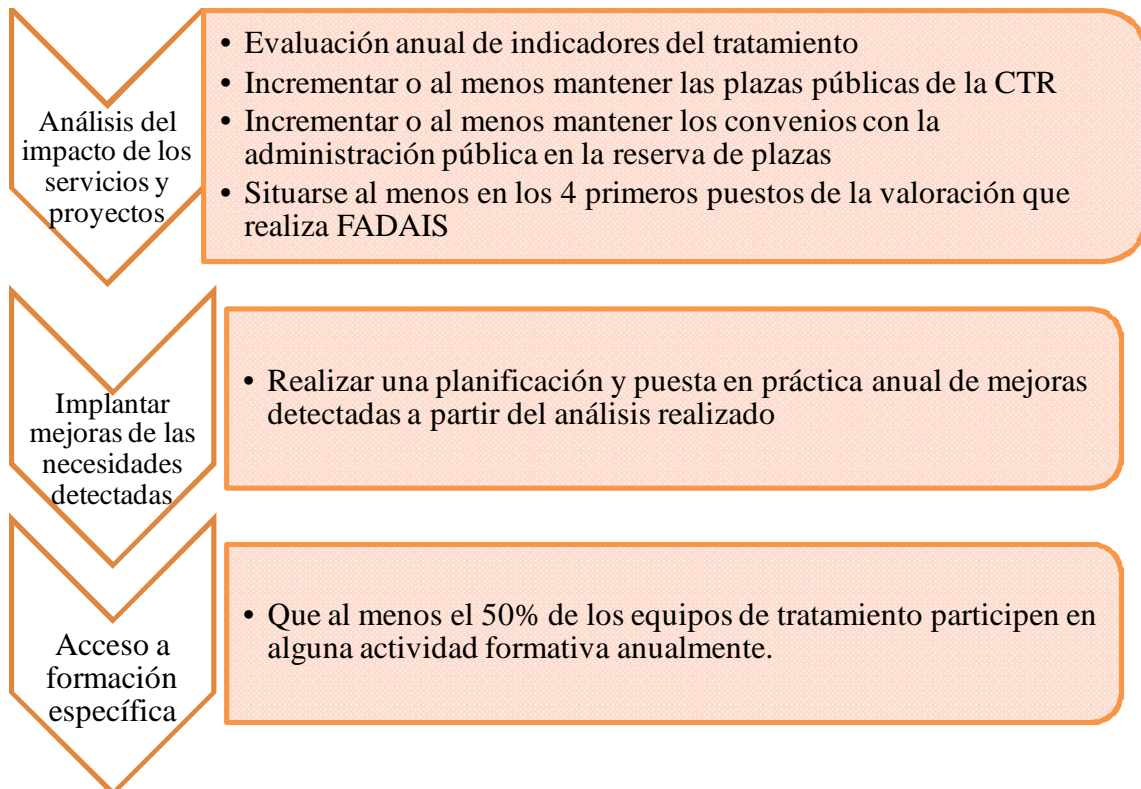 Análisis del
impacto de los
servicios y
proyectos
• Evaluación anual de indicadores del tratamiento
• Incrementar o al menos mantener las plazas públicas de la CTR
• Incrementar o al menos mantener los convenios con la
administración pública en la reserva de plazas
• Situarse al menos en los 4 primeros puestos de la valoración que
realiza FADAIS
Implantar
mejoras de las
necesidades
detectadas
• Realizar una planificación y puesta en práctica anual de mejoras
detectadas a partir del análisis realizado
Acceso a
formación
específica
• Que al menos el 50% de los equipos de tratamiento participen en
alguna actividad formativa anualmente.